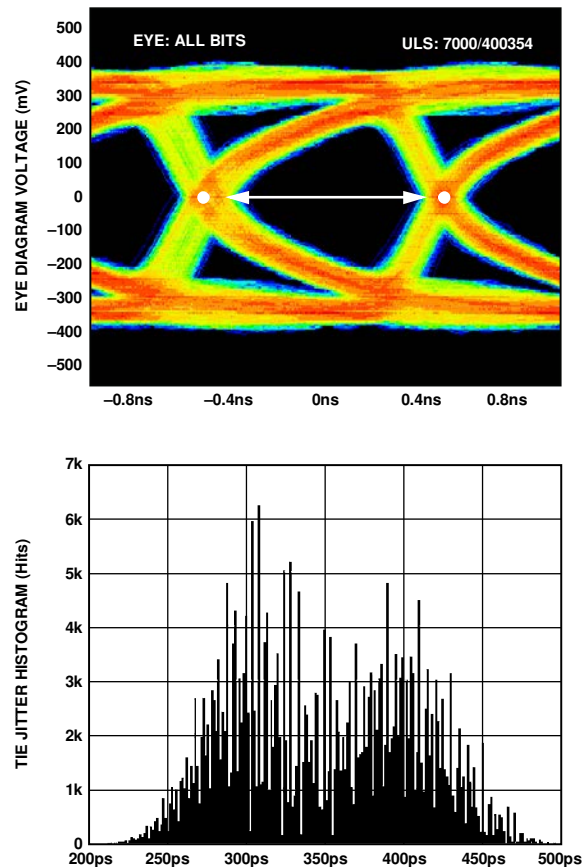 EYE: ALL BITS
ULS: 7000/400354
EYE DIAGRAM VOLTAGE (mV)
500
400
300
200
100
0
–100
–200
–300
–400
–500
–0.8ns –0.4ns 0ns 0.4ns 0.8ns
TIE JITTER HISTOGRAM (Hits)
7k
6k
5k
4k
3k
2k
1k
0
200ps 250ps 300ps 350ps 400ps 450ps 500ps